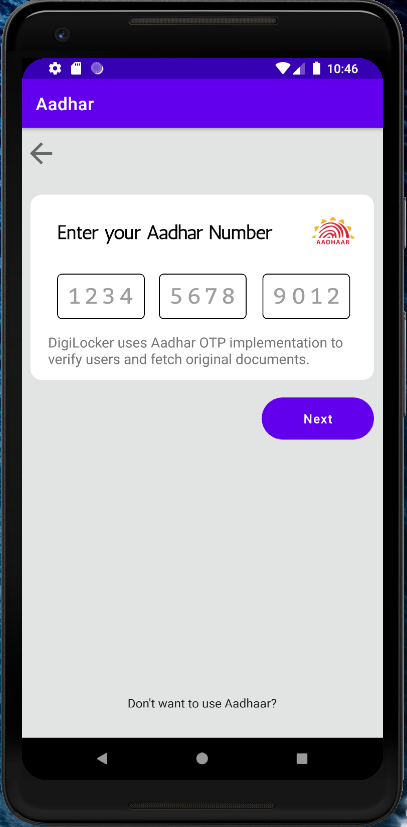 10:46
Aadhar
Enter your Aadhar Number
AADHAAR
1234 5678 9012
DigiLocker uses Aadhar OTP implementation to
verify users and fetch original documents.
Next
Don't want to use Aadhaar?